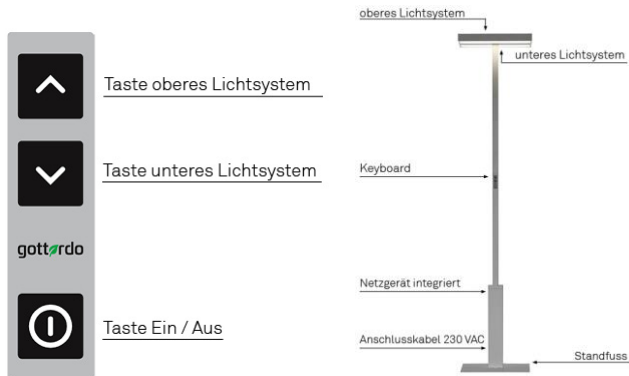 Taste oberes Lichtsystem
Taste unteres Lichtsystem
gottardo
Taste Ein / Aus
oberes Lichtsystem
unteres Lichtsystem
Keyboard
Netzgerät integriert
Anschlusskabel 230 VAC
Standfuss